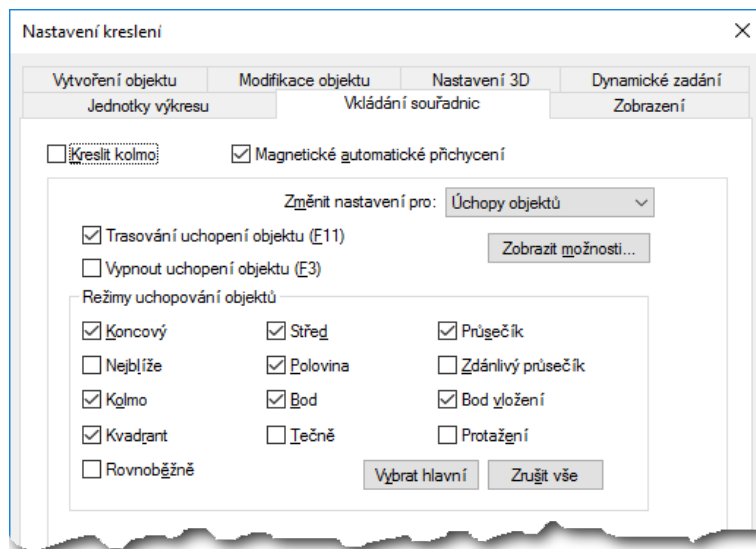 Nastavení kreslení
Vytvoření objektu Modifikace objektu Nastavení 3D Dynamické zadání
Jednotky výkresu Vkládání souřadnic Zobrazení
Kreslit kolmo Magnetické automatické přichycení
Změnit nastavení pro: Úchopy objektů
Trasování uchopení objektu (F11) Zobrazit možnosti...
Vypnout uchopení objektu (F3)
Režimy uchopování objektů
Koncový Střed Průsečík
Nejblíže Polovina Zdánlivý průsečík
Kolmo Bod Bod vložení
Kvadrant Tečně Protažení
Rovnoběžně Vybrat hlavní Zrušit vše